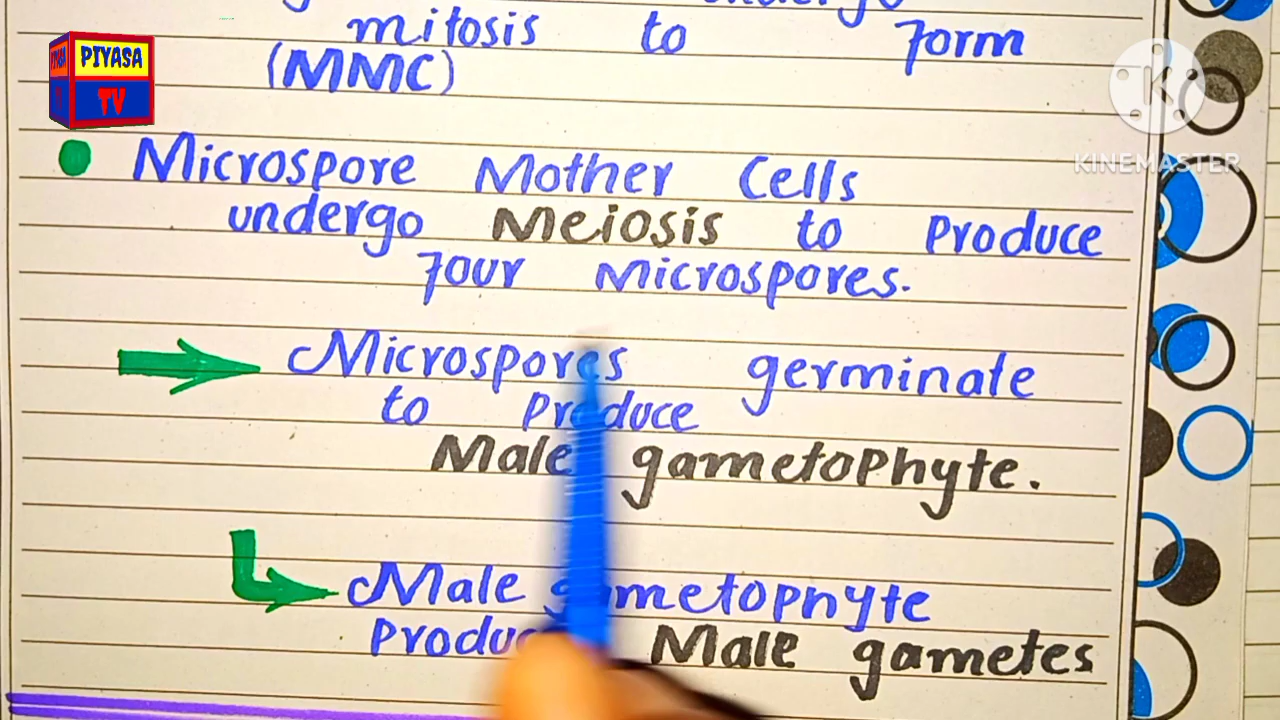 undergo
mitosis to form
(MMC)
PIYASA
TV
KINEMASTER
Microspore Mother Cells
undergo Meiosis to produce
four Microspores.
Microspores germinate
to produce
Male gametophyte.
Male gametophyte
Male gametes